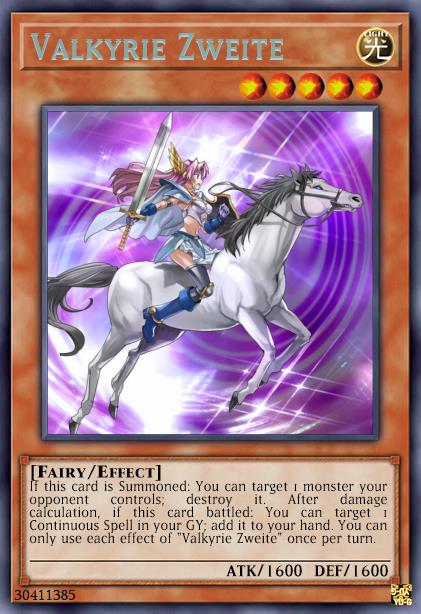 VALKYRIE ZWEITE
LIGHT
光
[FAIRY/EFFECT]
If this card is Summoned: You can target 1 monster your
opponent controls; destroy it. After damage
calculation, if this card battled: You can target 1
Continuous Spell in your GY; add it to your hand. You can
only use each effect of "Valkyrie Zweite" once per turn.
ATK/1600 DEF/1600
30411385